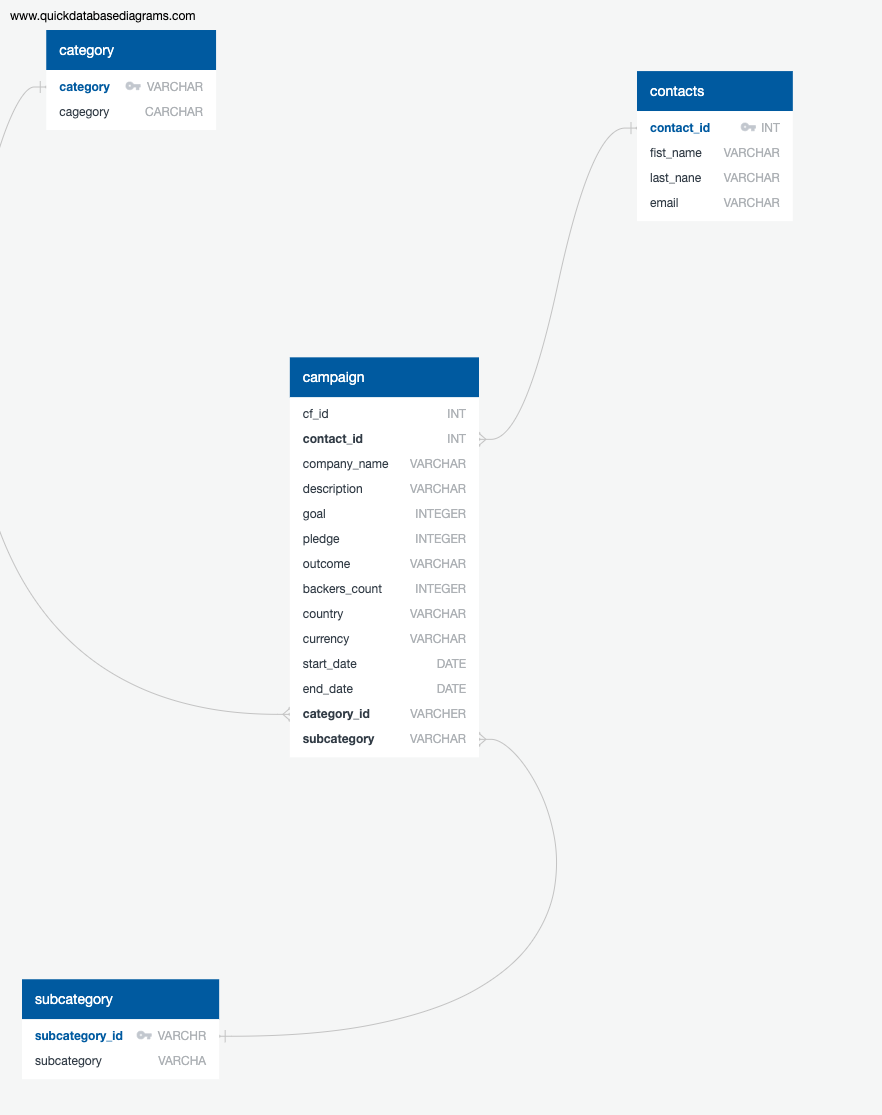 www.quickdatabasediagrams.com
category
category VARCHAR
cagegory CARCHAR
contacts
contact_id INT
fist_name VARCHAR
last_nane VARCHAR
email VARCHAR
campaign
cf_id INT
contact_id INT
company_name VARCHAR
description VARCHAR
goal INTEGER
pledge INTEGER
outcome VARCHAR
backers_count INTEGER
country VARCHAR
currency VARCHAR
start_date DATE
end_date DATE
category_id VARCHER
subcategory VARCHAR
subcategory
subcategory_id VARCHR
subcategory VARCHA